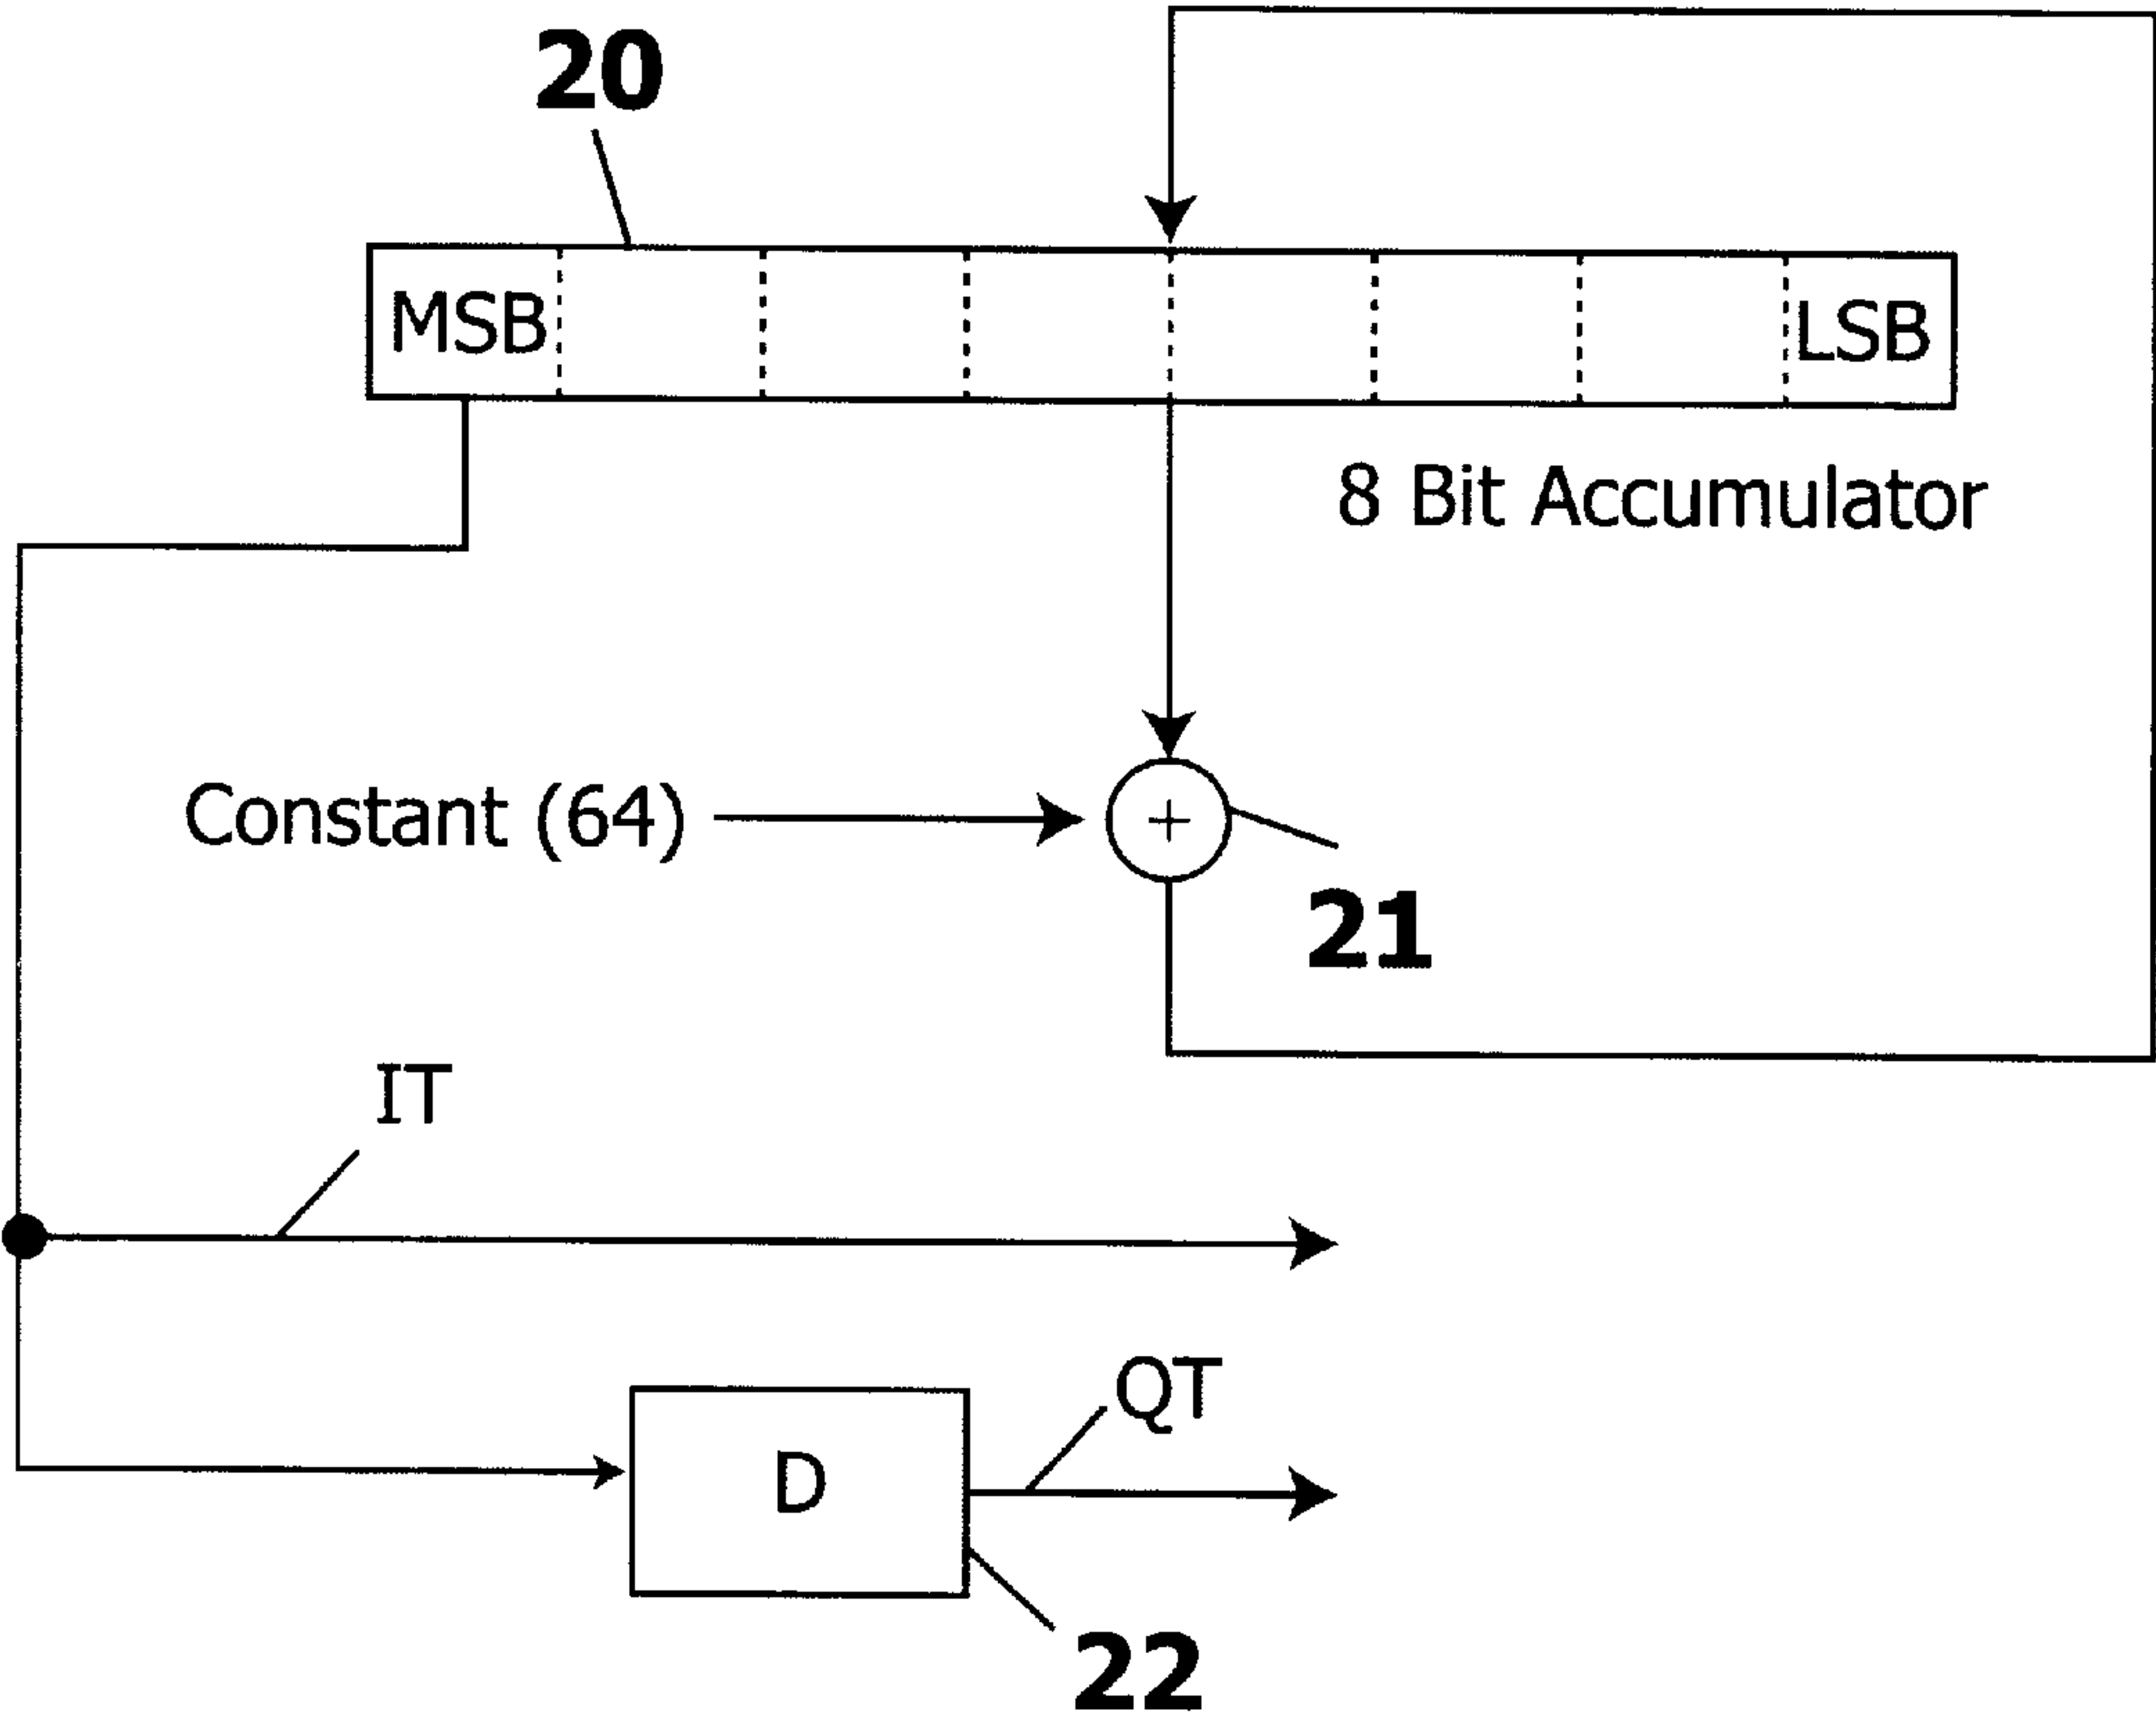 20
MSB
LSB
8 Bit Accumulator
Constant (64)
+
21
IT
QT
D
22